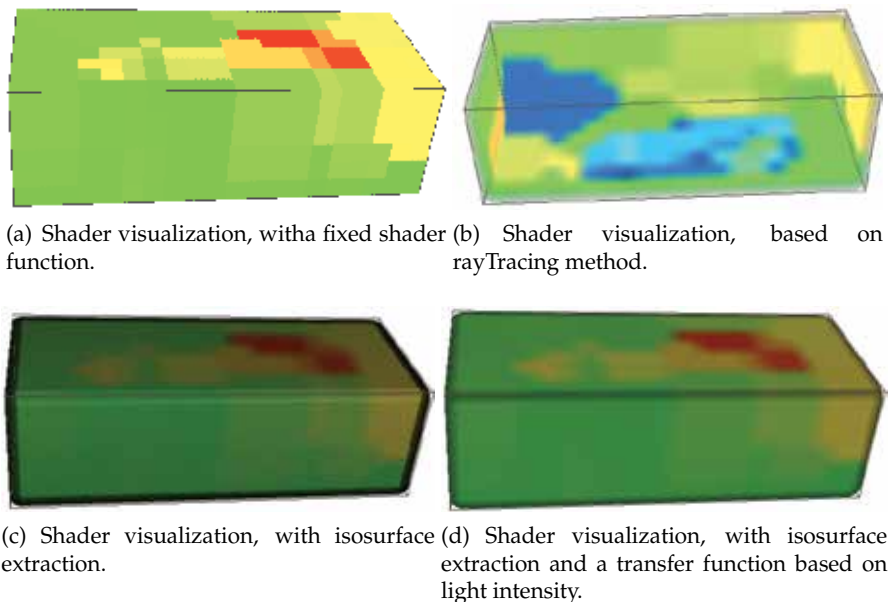 (a) Shader visualization, witha fixed shader
function.
(b) Shader visualization, based on
rayTracing method.
(c) Shader visualization, with isosurface
extraction.
(d) Shader visualization, with isosurface
extraction and a transfer function based on
light intensity.